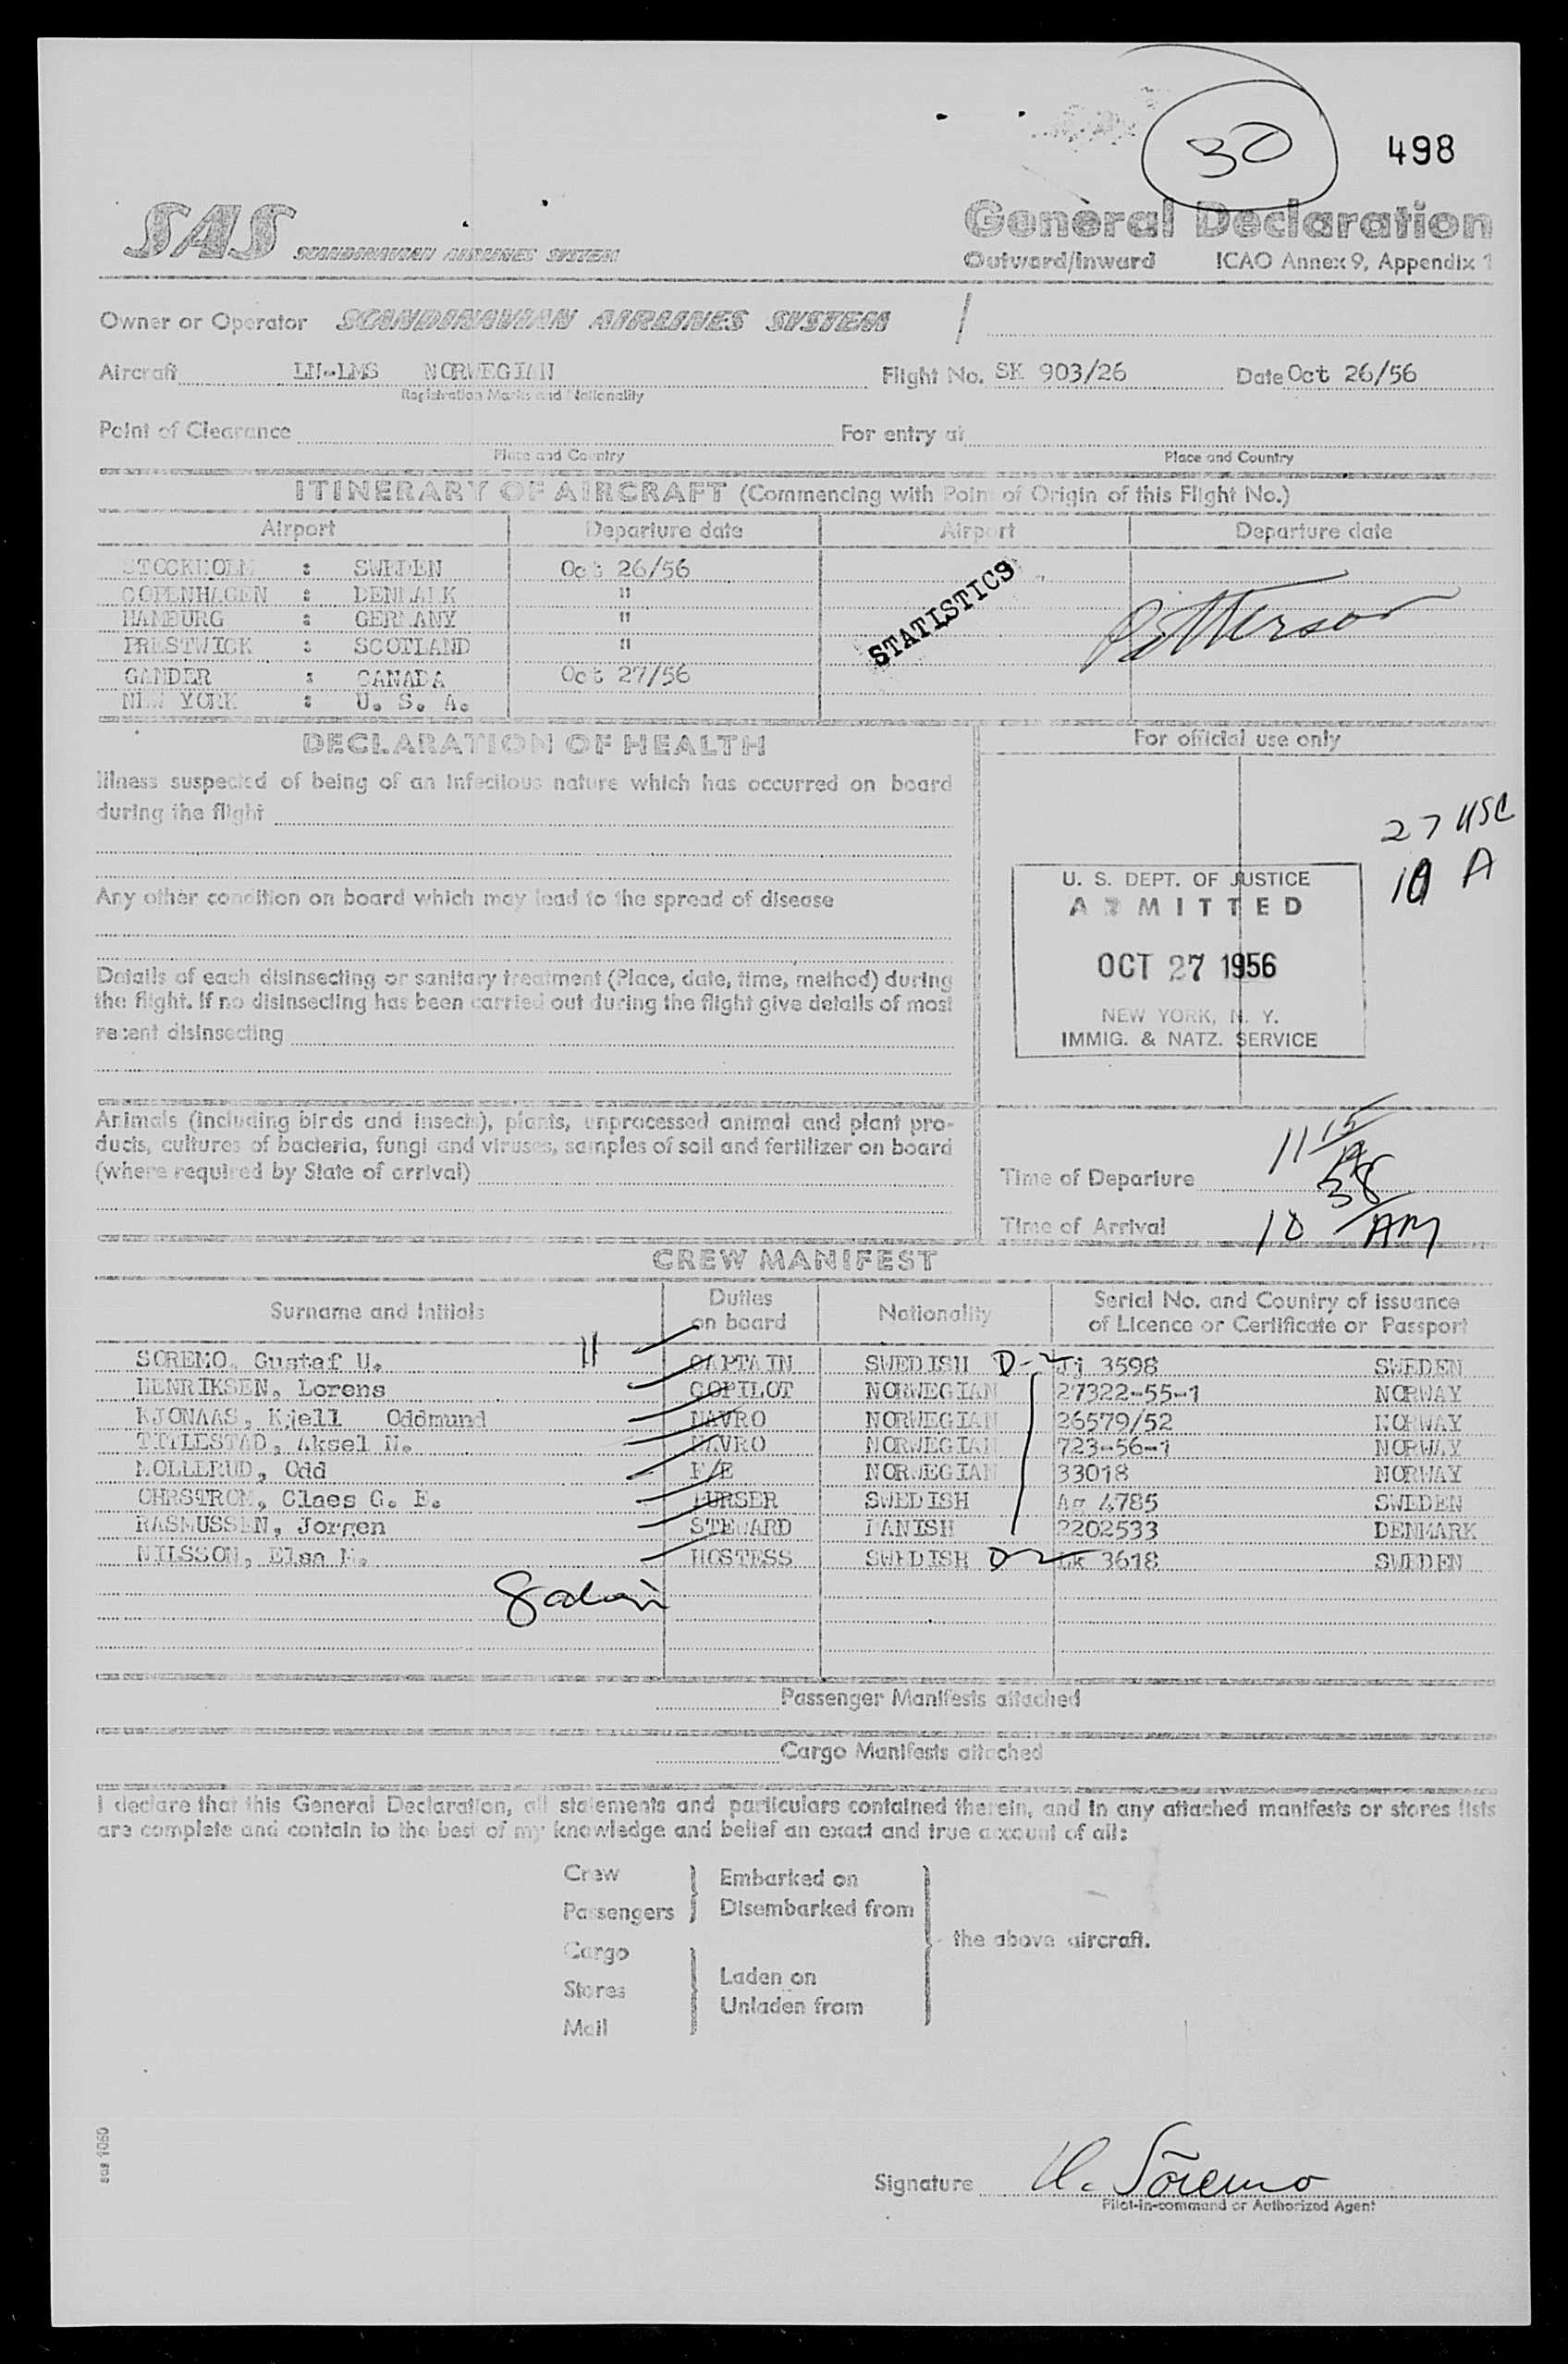 30
498
SAS SCANDINAVIAN AIRLINES SYSTEM
General Declaration
Outward/Inward ICAO Annex 9, Appendix 1
Owner or Operator SCANDINAVIAN AIRLINES SYSTEM /
Aircraft LN-LMS NORWEGIAN Flight No. SK 903/26 Date Oct 26/56
Registration Marks and Nationality
Point of Clearance For entry at
Place and Country Place and Country
ITINERARY OF AIRCRAFT (Commencing with Point of Origin of this Flight No.)
Airport Departure date Airport Departure date
STOCKHOLM : SWEDEN Oct 26/56
COPENHAGEN : DENMARK "
HAMBURG : GERMANY "
PRESTWICK : SCOTLAND "
GANDER : CANADA Oct 27/56
NEW YORK : U. S. A.
STATISTICS
DECLARATION OF HEALTH
For official use only
Illness suspected of being of an infectious nature which has occurred on board
during the flight
Any other condition on board which may lead to the spread of disease
Details of each disinsecting or sanitary treatment (Place, date, time, method) during
the flight. If no disinsecting has been carried out during the flight give details of most
recent disinsecting
27 USC
10 A
U. S. DEPT. OF JUSTICE
ADMITTED
OCT 27 1956
NEW YORK, N. Y.
IMMIG. & NATZ. SERVICE
Animals (including birds and insects), plants, unprocessed animal and plant pro-
ducts, cultures of bacteria, fungi and viruses, samples of soil and fertilizer on board
(where required by State of arrival)
Time of Departure 11 15
Time of Arrival 10 38 AM
CREW MANIFEST
Surname and Initials Duties on board Nationality Serial No. and Country of issuance
of Licence or Certificate or Passport
SOREMO, Gustaf U. CAPTAIN SWEDISH D-2 Jj 3598 SWEDEN
HENRIKSEN, Lorens COPILOT NORWEGIAN 27322-55-1 NORWAY
KJONAAS, Kjell Oddmund NAVRO NORWEGIAN 26579/52 NORWAY
TITLESTAD, Aksel N. NAVRO NORWEGIAN 723-56-1 NORWAY
MOLLERUD, Odd F/E NORWEGIAN 33018 NORWAY
OHRSTROM, Claes G. E. PURSER SWEDISH Ag 4785 SWEDEN
RASMUSSEN, Jorgen STEWARD DANISH 2202533 DENMARK
NILSSON, Elsa M. HOSTESS SWEDISH D-2 Lk 3618 SWEDEN
Passenger Manifests attached
Cargo Manifests attached
I declare that this General Declaration, all statements and particulars contained therein, and in any attached manifests or stores lists
are complete and contain to the best of my knowledge and belief an exact and true account of all:
Crew
Passengers
Embarked on
Disembarked from
Cargo
Stores
Mail
Laden on
Unladen from
the above aircraft.
sas 1060
Signature U. Söremo
Pilot-in-command or Authorized Agent